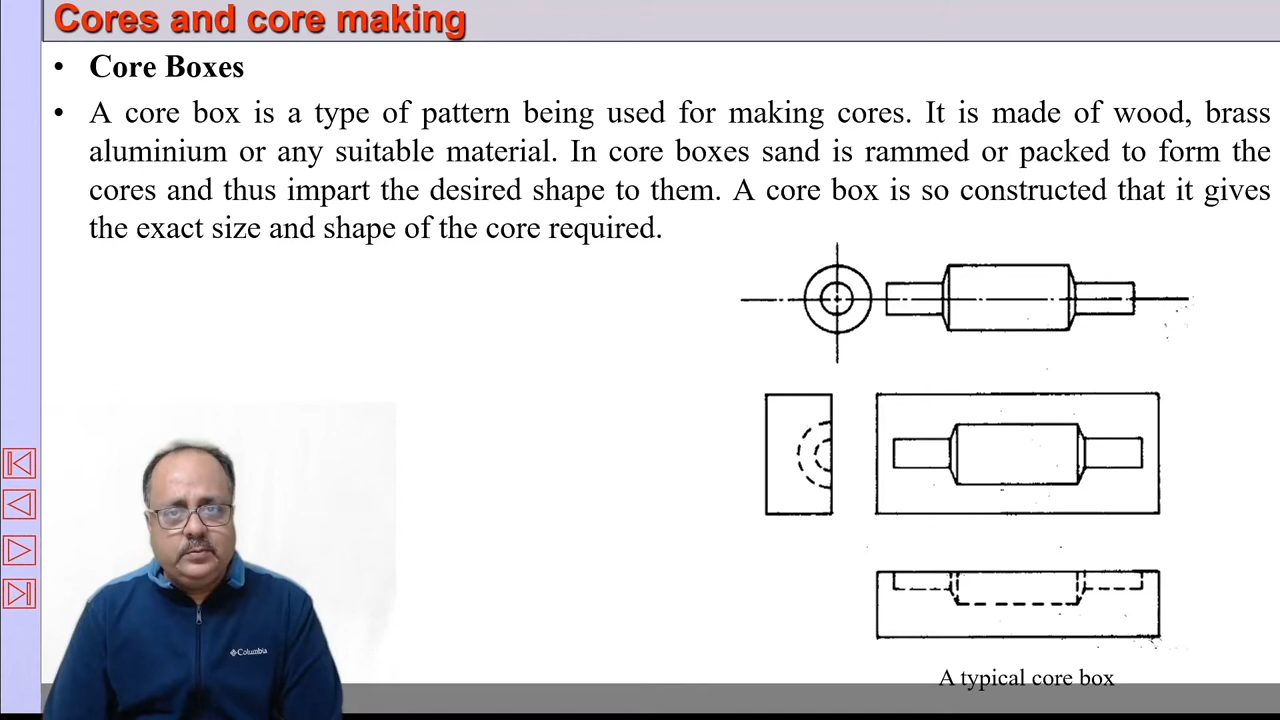 Cores and core making
• Core Boxes
• A core box is a type of pattern being used for making cores. It is made of wood, brass
aluminium or any suitable material. In core boxes sand is rammed or packed to form the
cores and thus impart the desired shape to them. A core box is so constructed that it gives
the exact size and shape of the core required.
Columbia
A typical core box